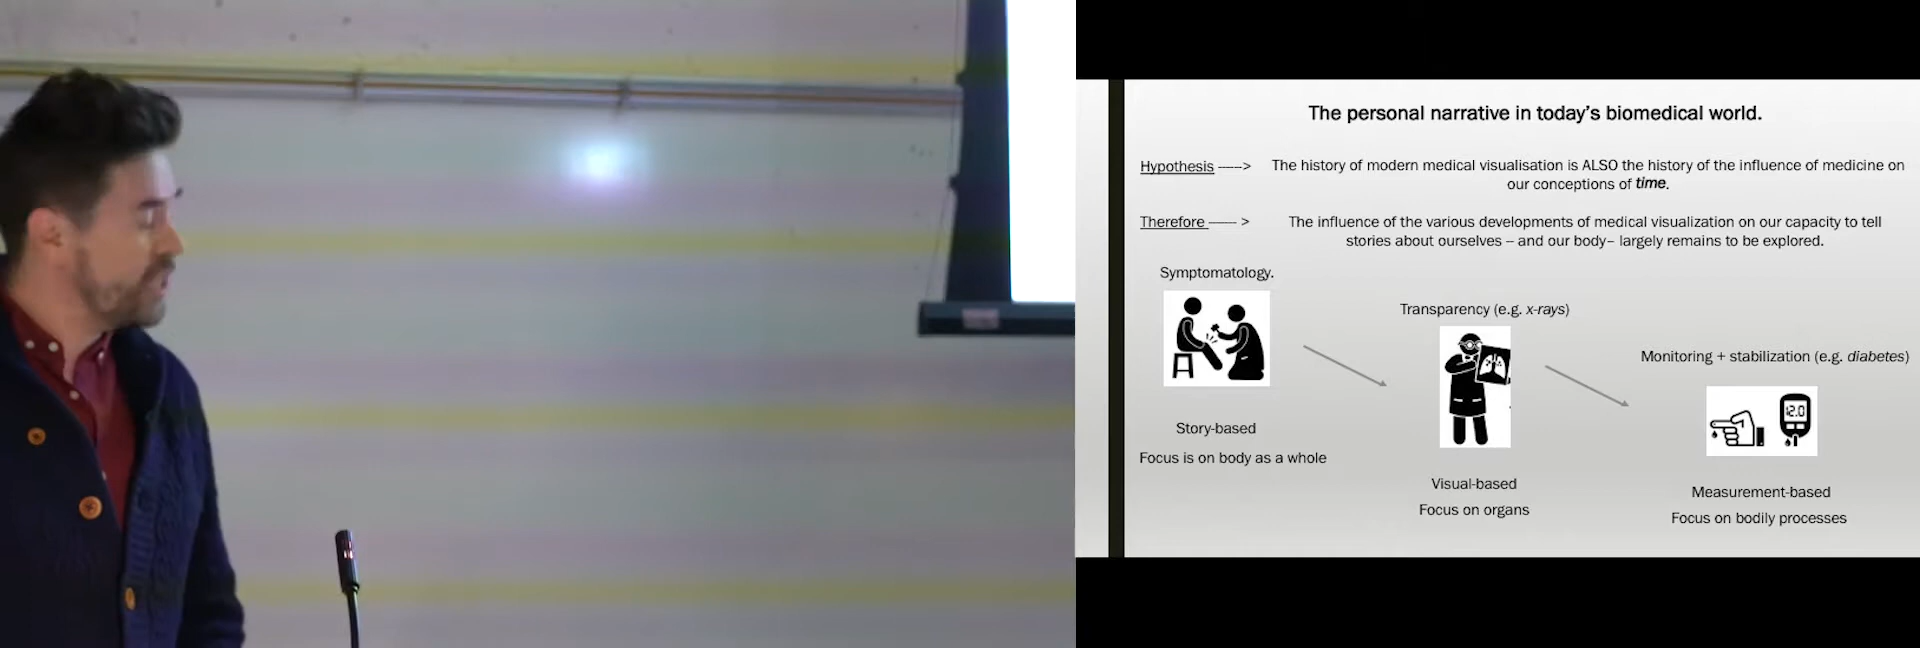 The personal narrative in today's biomedical world.
Hypothesis -----> The history of modern medical visualisation is ALSO the history of the influence of medicine on
our conceptions of time.
Therefore ----- > The influence of the various developments of medical visualization on our capacity to tell
stories about ourselves – and our body– largely remains to be explored.
Symptomatology.
Transparency (e.g. x-rays)
Monitoring + stabilization (e.g. diabetes)
12.0
Story-based
Focus is on body as a whole
Visual-based
Focus on organs
Measurement-based
Focus on bodily processes